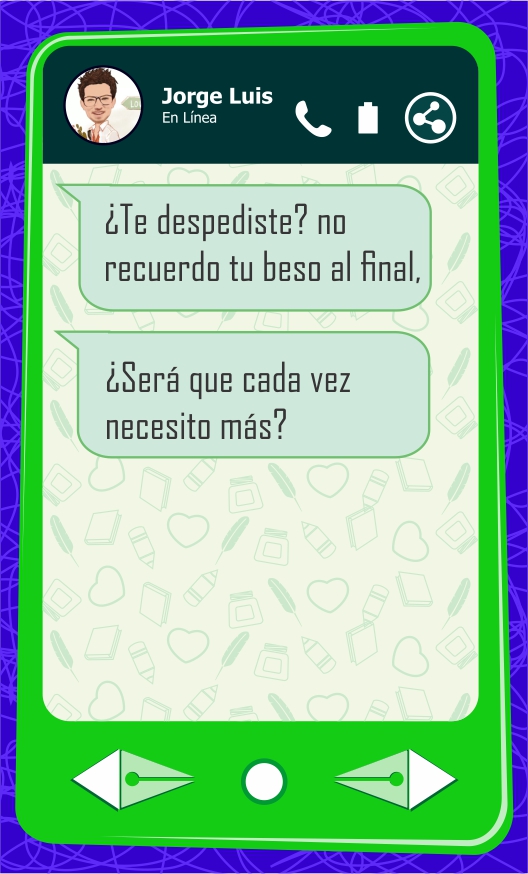 Jorge Luis
En Línea
¿Te despediste? no
recuerdo tu beso al final,
¿Será que cada vez
necesito más?